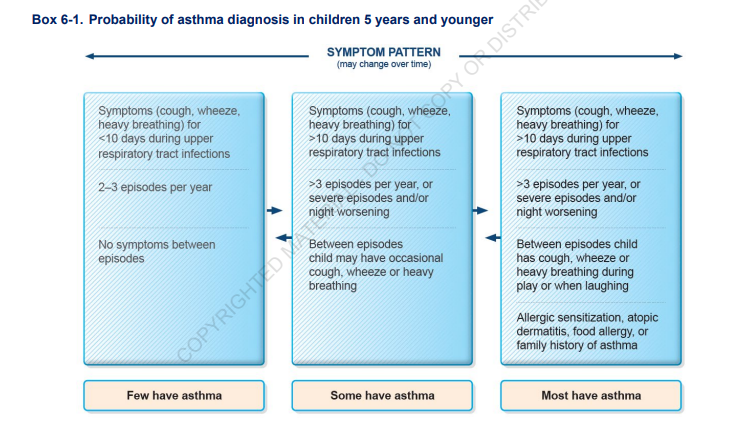 Box 6-1. Probability of asthma diagnosis in children 5 years and younger
SYMPTOM PATTERN
(may change over time)
Symptoms (cough, wheeze,
heavy breathing) for
<10 days during upper
respiratory tract infections
2–3 episodes per year
No symptoms between
episodes
Few have asthma
Symptoms (cough, wheeze,
heavy breathing) for
>10 days during upper
respiratory tract infections
>3 episodes per year, or
severe episodes and/or
night worsening
Between episodes
child may have occasional
cough, wheeze or heavy
breathing
Some have asthma
Symptoms (cough, wheeze,
heavy breathing) for
>10 days during upper
respiratory tract infections
>3 episodes per year, or
severe episodes and/or
night worsening
Between episodes child
has cough, wheeze or
heavy breathing during
play or when laughing
Allergic sensitization, atopic
dermatitis, food allergy, or
family history of asthma
Most have asthma
COPYRIGHTED MATERIAL - DO NOT COPY OR DISTRIB